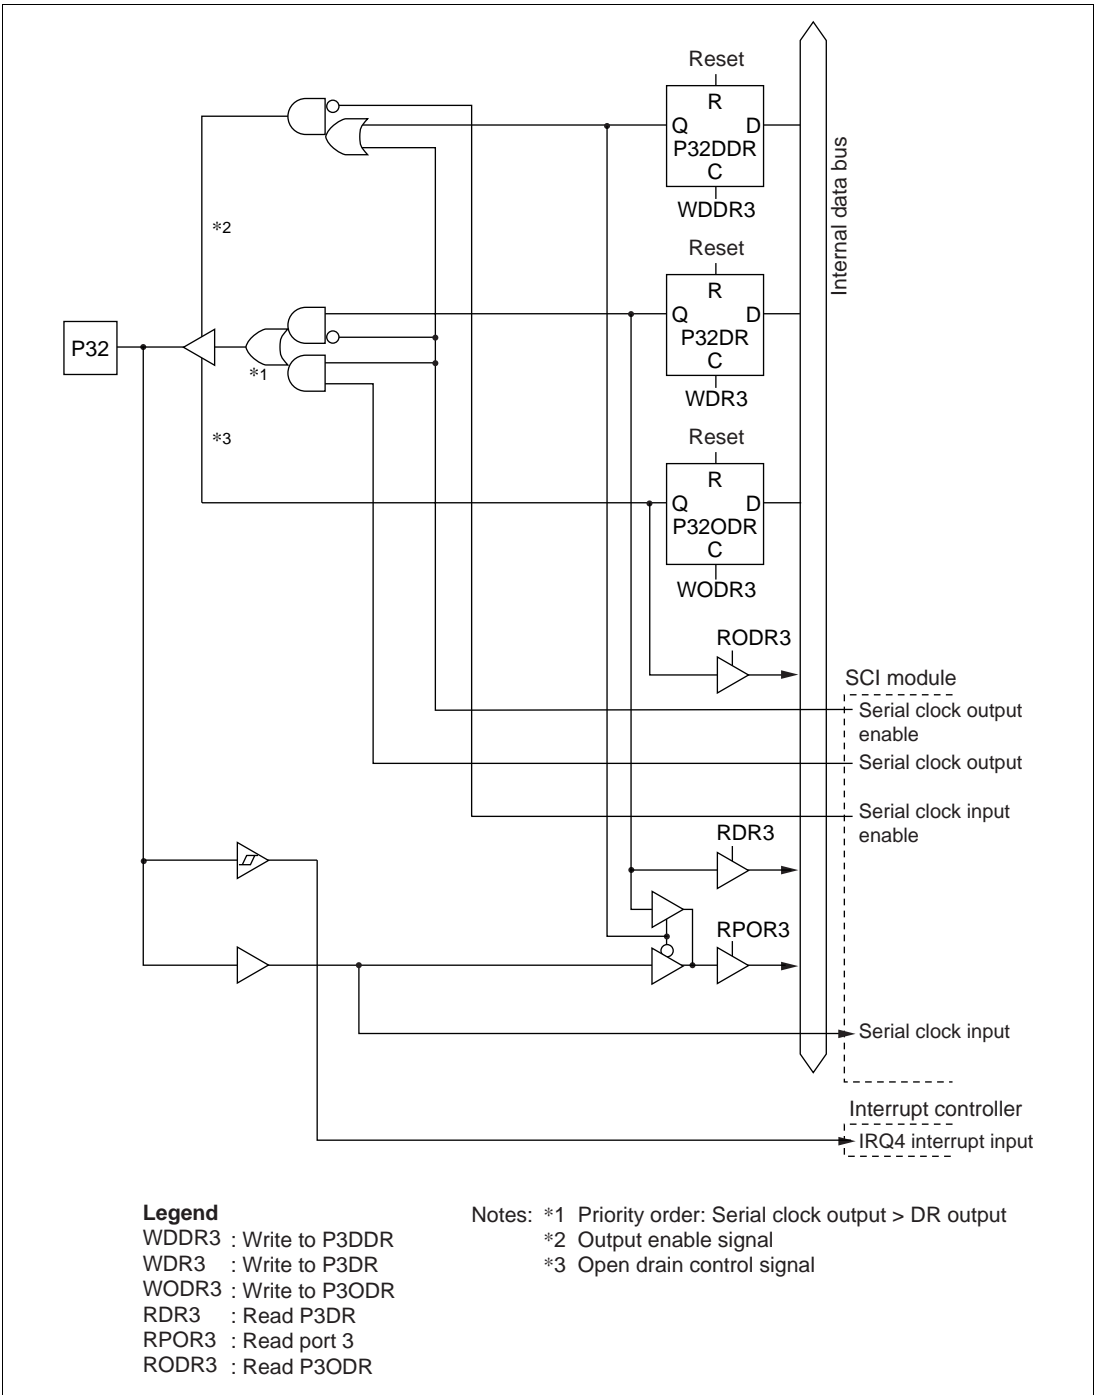 Reset
R
Q D
P32DDR
C
WDDR3
Internal data bus
*2
Reset
R
Q D
P32DR
C
WDR3
P32
*1
*3
Reset
R
Q D
P32ODR
C
WODR3
RODR3
SCI module
Serial clock output
enable
Serial clock output
Serial clock input
enable
RDR3
RPOR3
Serial clock input
Interrupt controller
IRQ4 interrupt input
Legend
WDDR3 : Write to P3DDR
WDR3 : Write to P3DR
WODR3 : Write to P3ODR
RDR3 : Read P3DR
RPOR3 : Read port 3
RODR3 : Read P3ODR
Notes: *1 Priority order: Serial clock output > DR output
*2 Output enable signal
*3 Open drain control signal